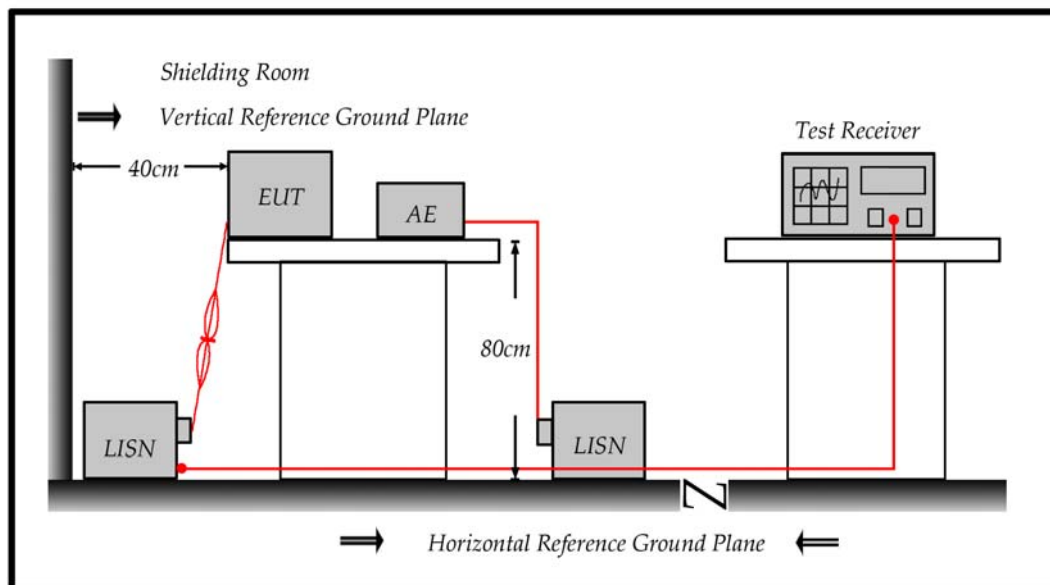 Shielding Room
Vertical Reference Ground Plane
Test Receiver
40cm
EUT
AE
80cm
LISN
LISN
Horizontal Reference Ground Plane